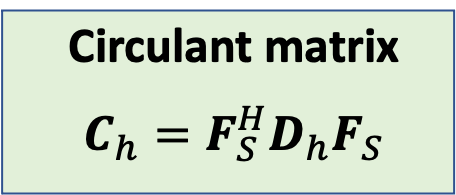 Circulant matrix
C_h = F_S^H D_h F_S